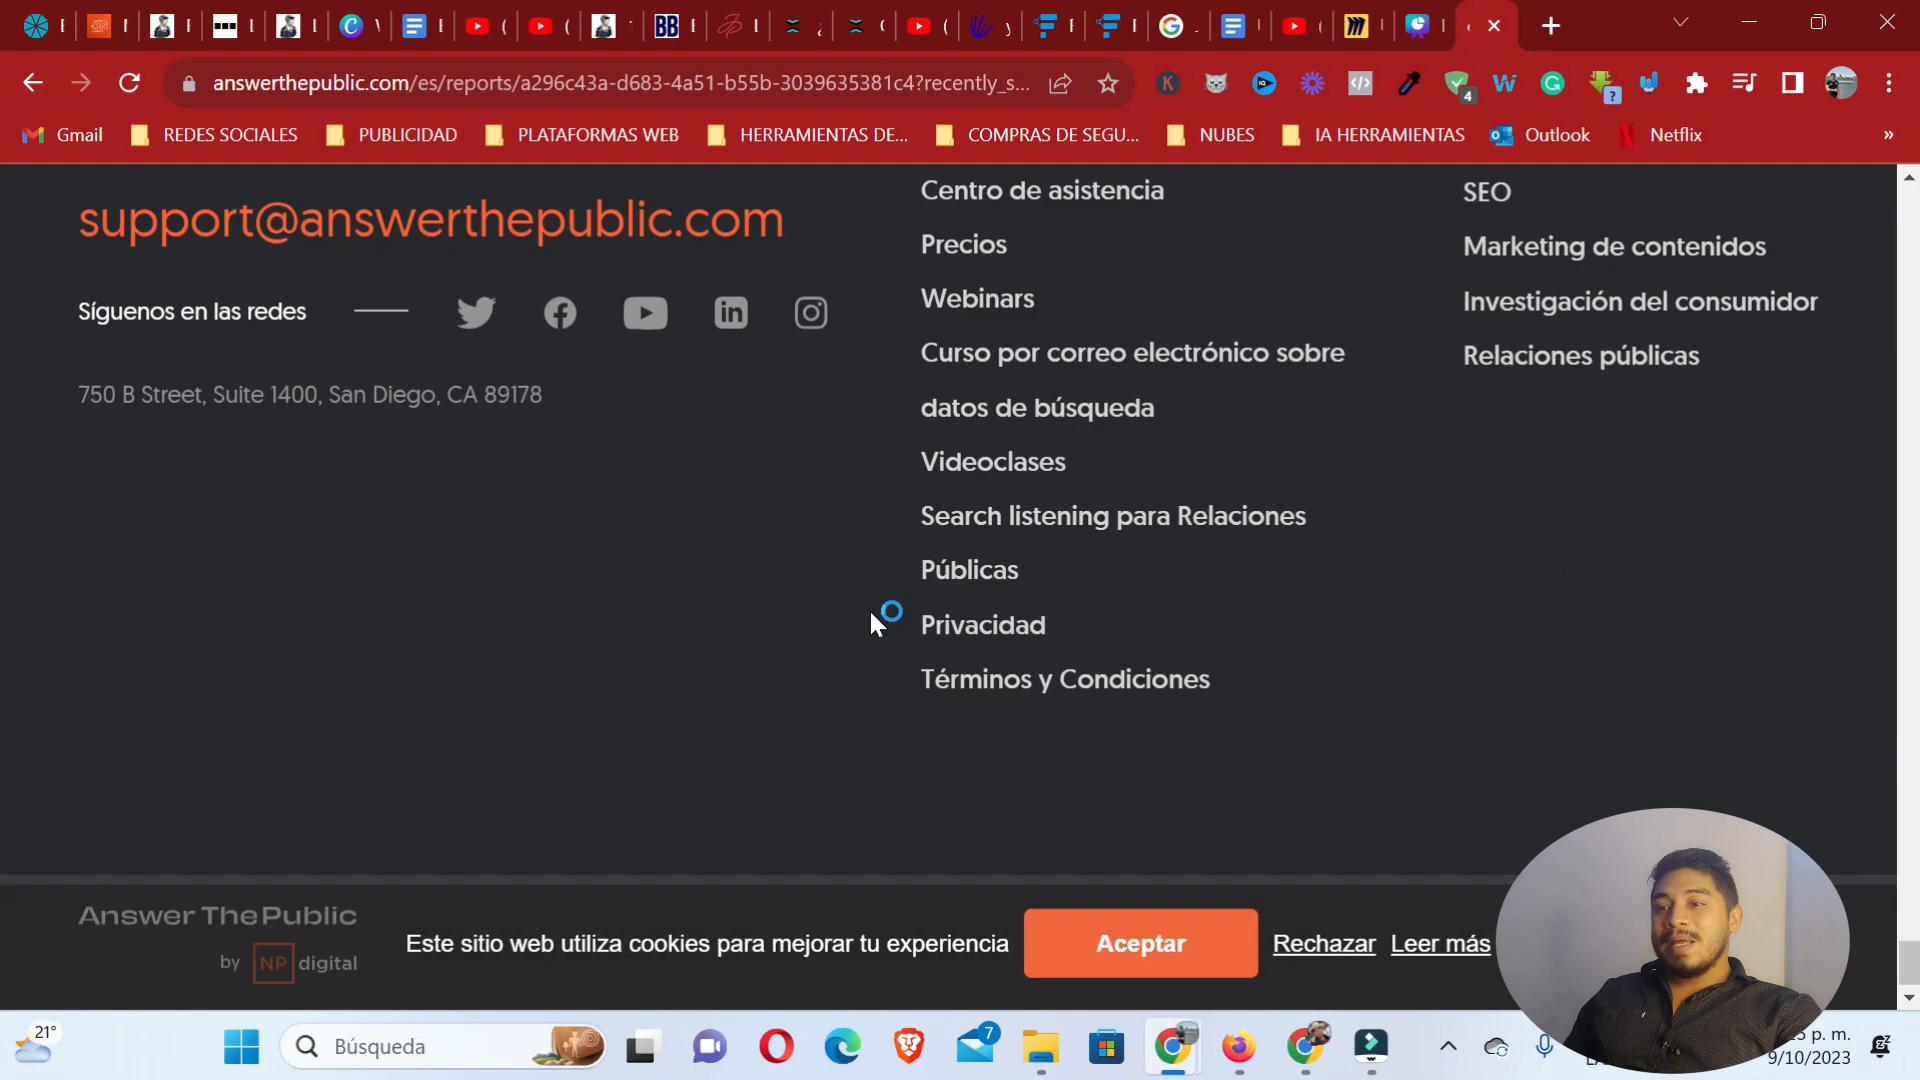 answerthepublic.com/es/reports/a296c43a-d683-4a51-b55b-3039635381c4?recently_s...
4
?
Gmail
REDES SOCIALES
PUBLICIDAD
PLATAFORMAS WEB
HERRAMIENTAS DE...
COMPRAS DE SEGU...
NUBES
IA HERRAMIENTAS
Outlook
Netflix
»
support@answerthepublic.com
Síguenos en las redes
750 B Street, Suite 1400, San Diego, CA 89178
Centro de asistencia
Precios
Webinars
Curso por correo electrónico sobre
datos de búsqueda
Videoclases
Search listening para Relaciones
Públicas
Privacidad
Términos y Condiciones
SEO
Marketing de contenidos
Investigación del consumidor
Relaciones públicas
Answer The Public
by NP digital
Este sitio web utiliza cookies para mejorar tu experiencia
Aceptar
Rechazar
Leer más
21°
Búsqueda
7
p. m.
9/10/2023